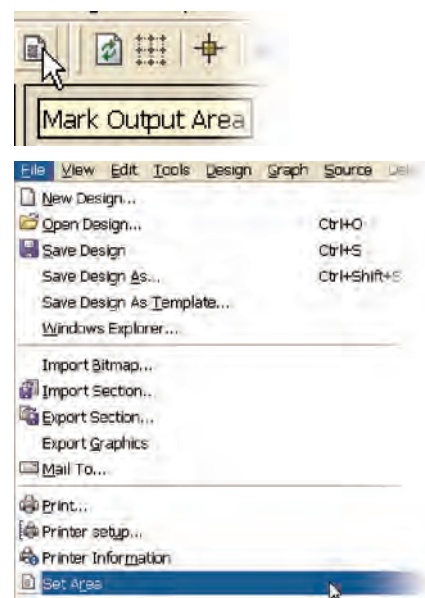 Mark Output Area
File View Edit Tools Design Graph Source
New Design...
Open Design... Ctrl+O
Save Design Ctrl+S
Save Design As... Ctrl+Shift+S
Save Design As Template...
Windows Explorer...
Import Bitmap...
Import Section...
Export Section...
Export Graphics
Mail To...
Print...
Printer setup...
Printer Information
Set Area